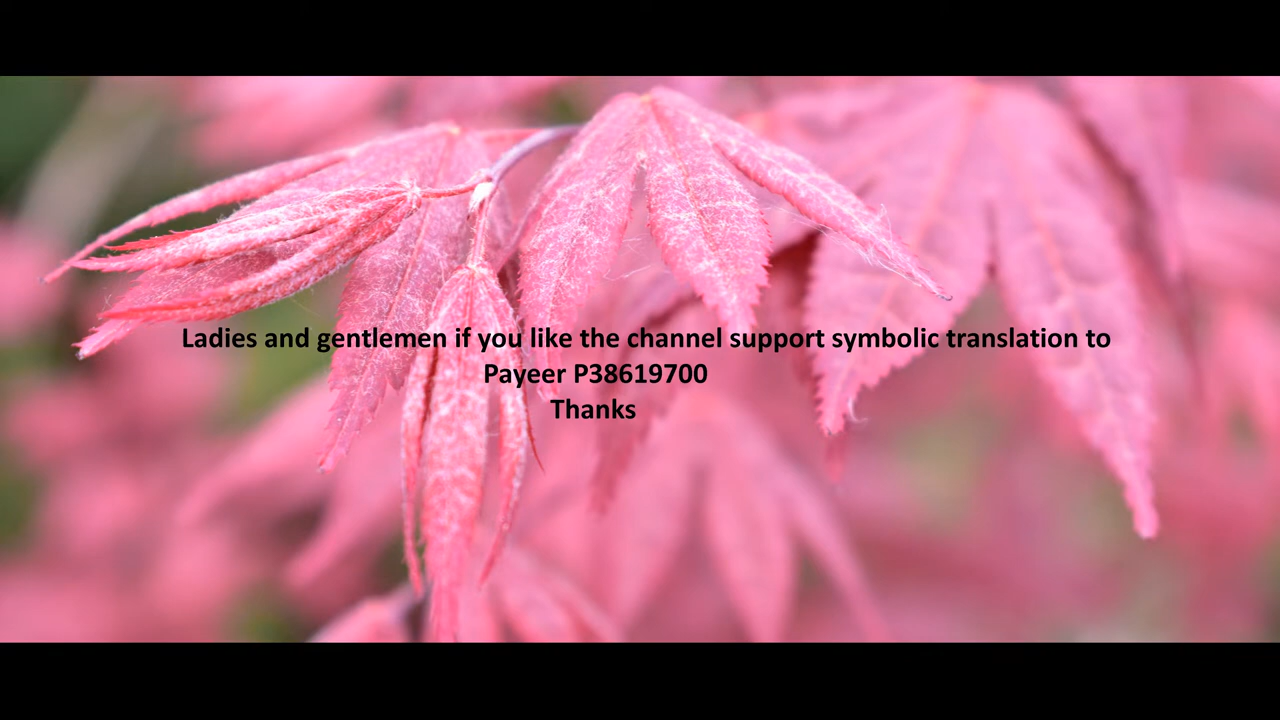 Ladies and gentlemen if you like the channel support symbolic translation to
Payeer P38619700
Thanks